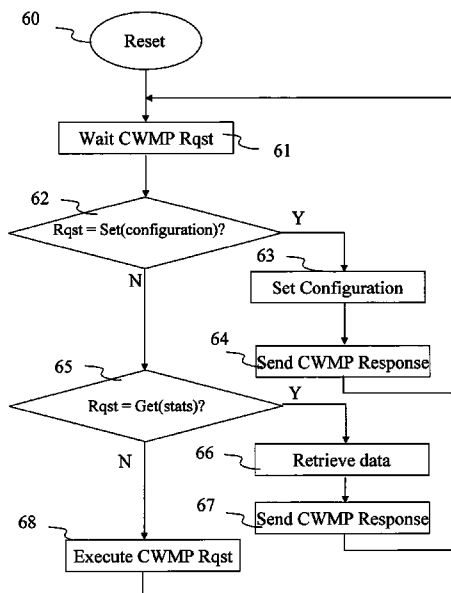 60
Reset
Wait CWMP Rqst
61
62
Rqst = Set(configuration)?
Y
N
63
Set Configuration
64
Send CWMP Response
65
Rqst = Get(stats)?
Y
N
66
Retrieve data
67
Send CWMP Response
68
Execute CWMP Rqst